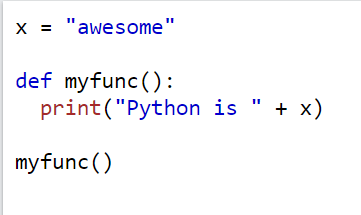 x = "awesome"

def myfunc():
  print("Python is " + x)

myfunc()